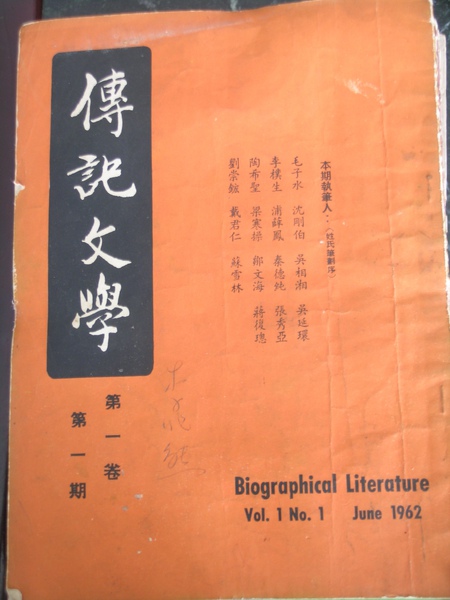 傳記文學
第一卷
第一期
本期執筆人：（姓氏筆劃序）
毛子水　沈剛伯　吳相湘　吳延環
李樸生　浦薛鳳　秦德純　張秀亞
陶希聖　梁寒操　鄧文海　蔣復璁
劉崇鋐　戴君仁　蘇雪林
Biographical Literature
Vol. 1 No. 1 June 1962